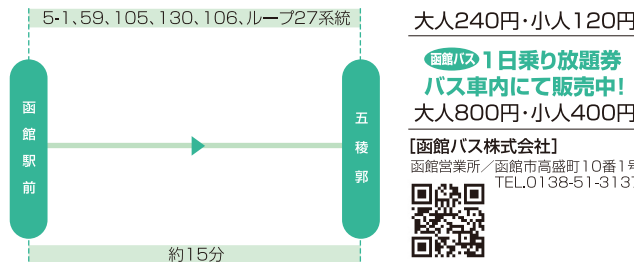 5-1、59、105、130、106、ループ27系統
函館駅前
五稜郭
約15分
大人240円・小人120円
函館バス 1日乗り放題券
バス車内にて販売中!
大人800円・小人400円
[函館バス株式会社]
函館営業所/函館市高盛町10番1号
TEL.0138-51-3137